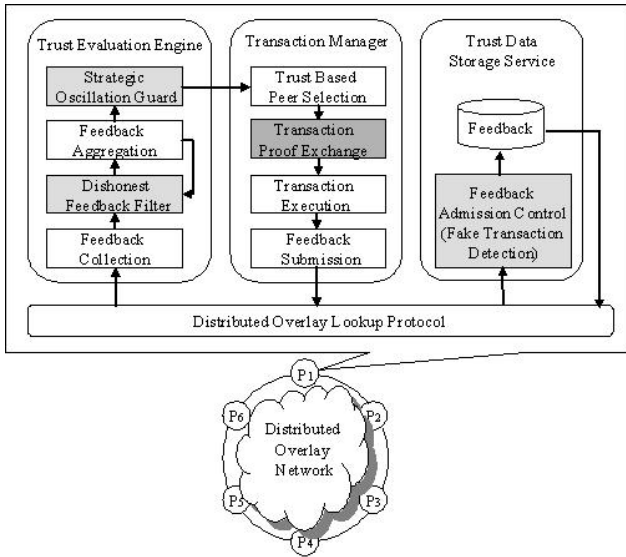 Trust Evaluation Engine
Strategic
Oscillation Guard
Feedback
Aggregation
Dishonest
Feedback Filter
Feedback
Collection
Transaction Manager
Trust Based
Peer Selection
Transaction
Proof Exchange
Transaction
Execution
Feedback
Submission
Trust Data
Storage Service
Feedback
Feedback
Admission Control
(Fake Transaction
Detection)
Distributed Overlay Lookup Protocol
P1
P6
P2
Distributed
Overlay
Network
P5
P3
P4